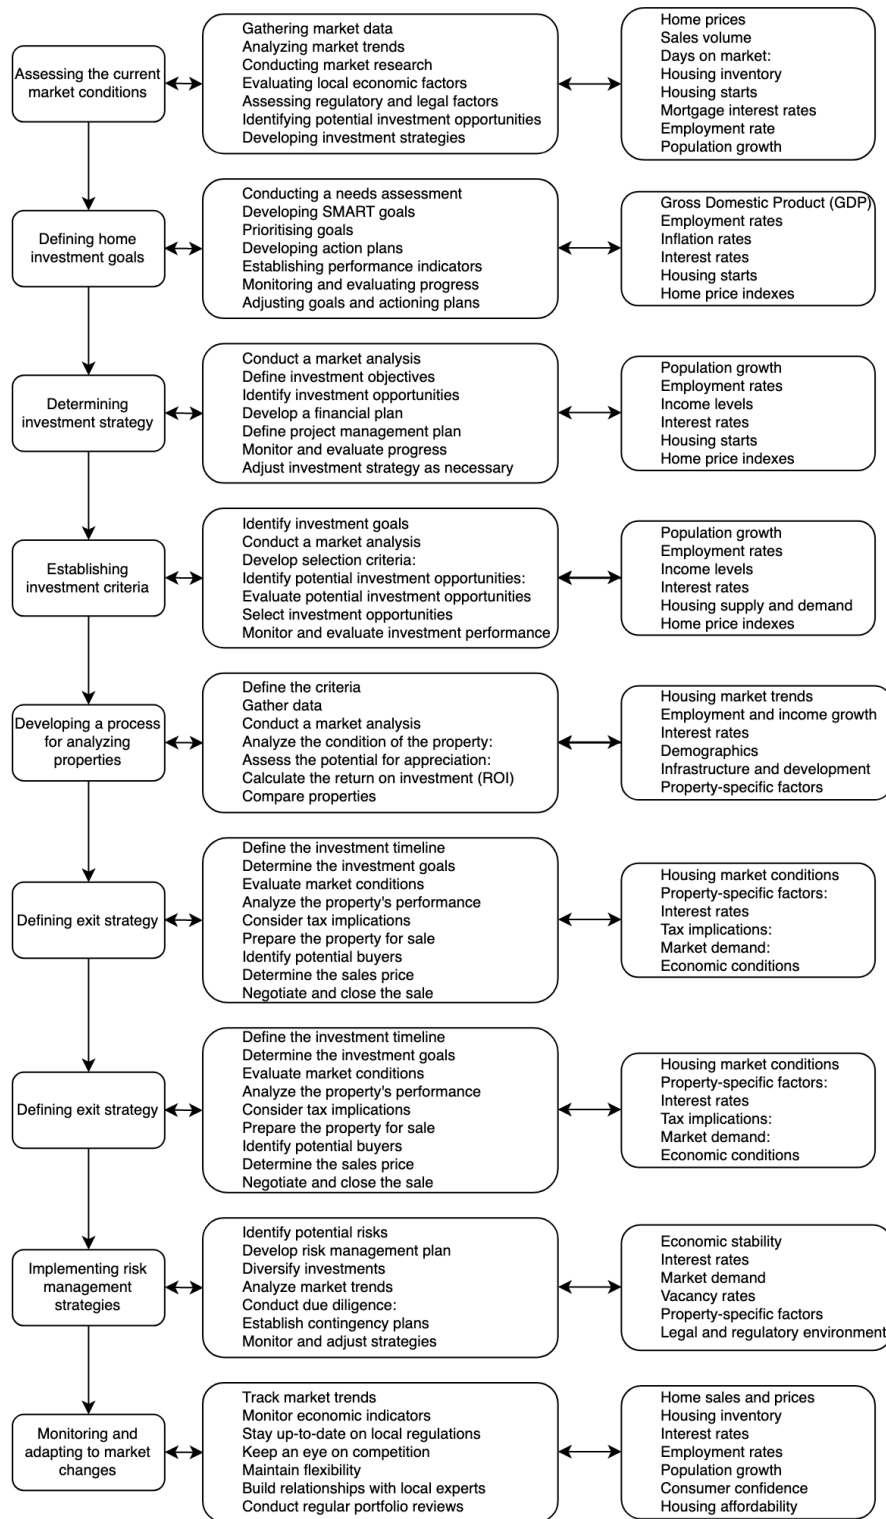 Assessing the current
market conditions
Gathering market data
Analyzing market trends
Conducting market research
Evaluating local economic factors
Assessing regulatory and legal factors
Identifying potential investment opportunities
Developing investment strategies
Home prices
Sales volume
Days on market:
Housing inventory
Housing starts
Mortgage interest rates
Employment rate
Population growth
Defining home
investment goals
Conducting a needs assessment
Developing SMART goals
Prioritising goals
Developing action plans
Establishing performance indicators
Monitoring and evaluating progress
Adjusting goals and actioning plans
Gross Domestic Product (GDP)
Employment rates
Inflation rates
Interest rates
Housing starts
Home price indexes
Determining
investment strategy
Conduct a market analysis
Define investment objectives
Identify investment opportunities
Develop a financial plan
Define project management plan
Monitor and evaluate progress
Adjust investment strategy as necessary
Population growth
Employment rates
Income levels
Interest rates
Housing starts
Home price indexes
Establishing
investment criteria
Identify investment goals
Conduct a market analysis
Develop selection criteria:
Identify potential investment opportunities:
Evaluate potential investment opportunities
Select investment opportunities
Monitor and evaluate investment performance
Population growth
Employment rates
Income levels
Interest rates
Housing supply and demand
Home price indexes
Developing a process
for analyzing
properties
Define the criteria
Gather data
Conduct a market analysis
Analyze the condition of the property:
Assess the potential for appreciation:
Calculate the return on investment (ROI)
Compare properties
Housing market trends
Employment and income growth
Interest rates
Demographics
Infrastructure and development
Property-specific factors
Defining exit strategy
Define the investment timeline
Determine the investment goals
Evaluate market conditions
Analyze the property's performance
Consider tax implications
Prepare the property for sale
Identify potential buyers
Determine the sales price
Negotiate and close the sale
Housing market conditions
Property-specific factors:
Interest rates
Tax implications:
Market demand:
Economic conditions
Defining exit strategy
Define the investment timeline
Determine the investment goals
Evaluate market conditions
Analyze the property's performance
Consider tax implications
Prepare the property for sale
Identify potential buyers
Determine the sales price
Negotiate and close the sale
Housing market conditions
Property-specific factors:
Interest rates
Tax implications:
Market demand:
Economic conditions
Implementing risk
management
strategies
Identify potential risks
Develop risk management plan
Diversify investments
Analyze market trends
Conduct due diligence:
Establish contingency plans
Monitor and adjust strategies
Economic stability
Interest rates
Market demand
Vacancy rates
Property-specific factors
Legal and regulatory environment
Monitoring and
adapting to market
changes
Track market trends
Monitor economic indicators
Stay up-to-date on local regulations
Keep an eye on competition
Maintain flexibility
Build relationships with local experts
Conduct regular portfolio reviews
Home sales and prices
Housing inventory
Interest rates
Employment rates
Population growth
Consumer confidence
Housing affordability